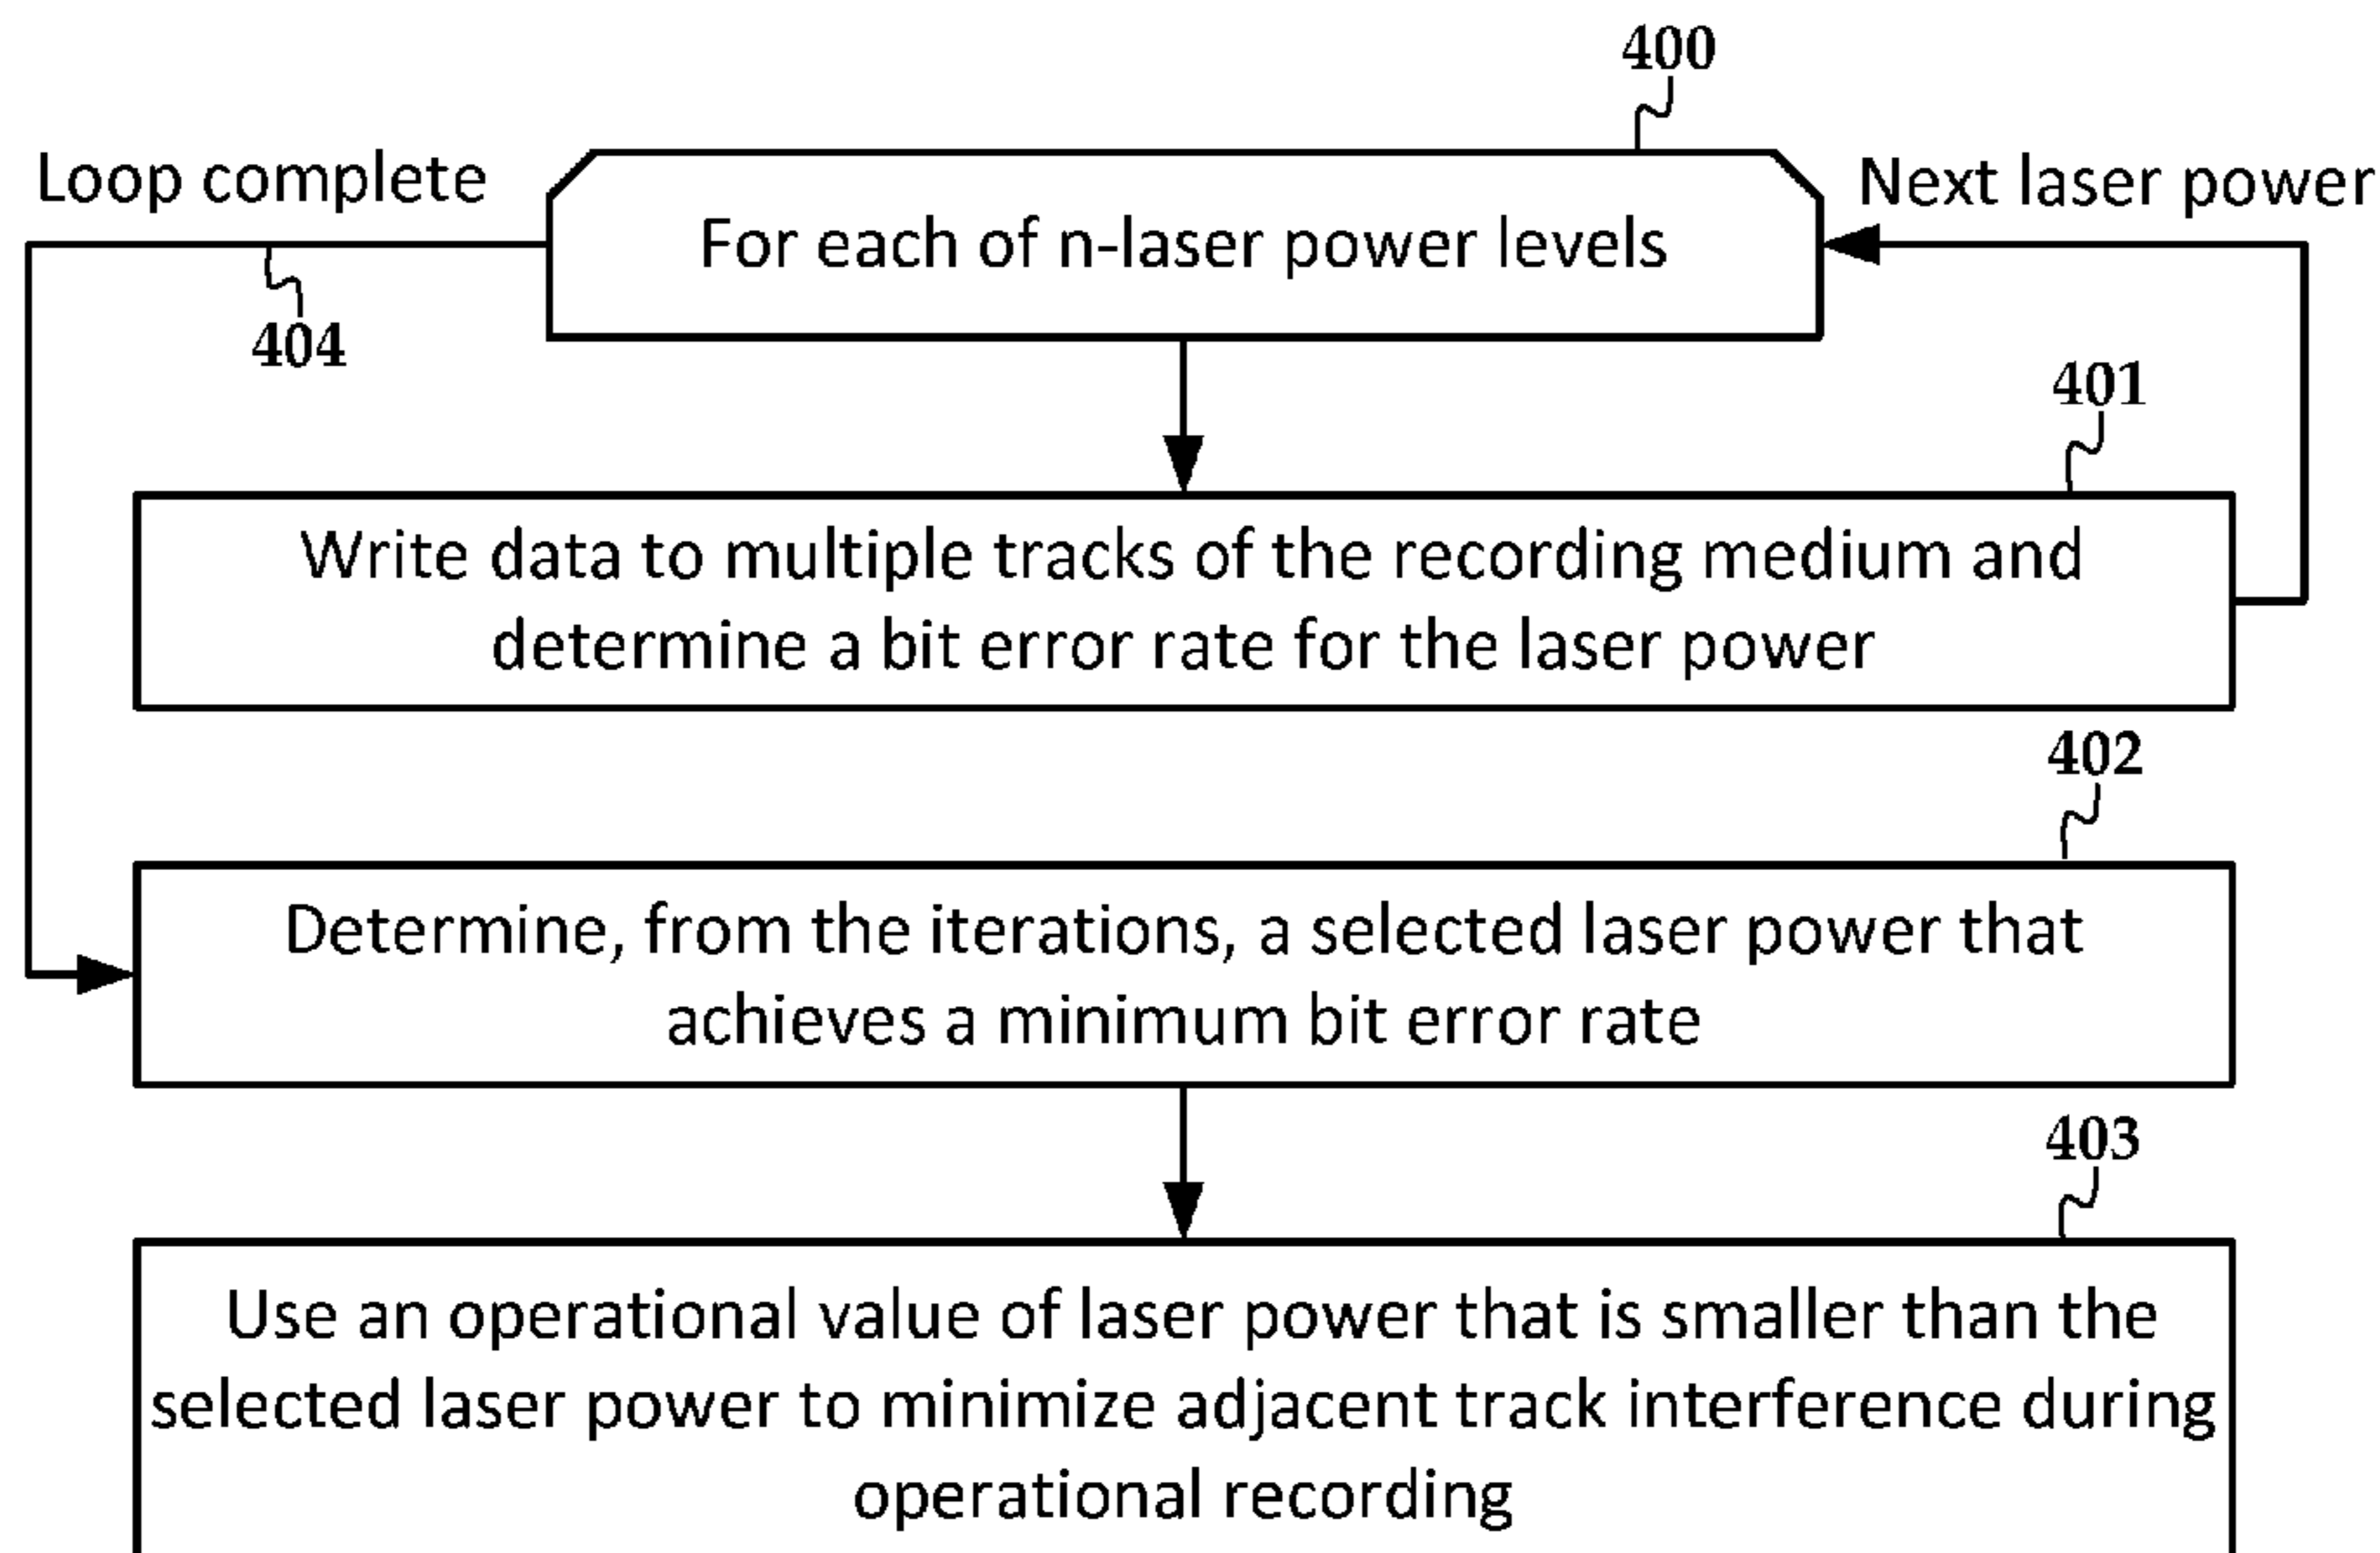 400
Loop complete
For each of n-laser power levels
Next laser power
404
401
Write data to multiple tracks of the recording medium and
determine a bit error rate for the laser power
402
Determine, from the iterations, a selected laser power that
achieves a minimum bit error rate
403
Use an operational value of laser power that is smaller than the
selected laser power to minimize adjacent track interference during
operational recording